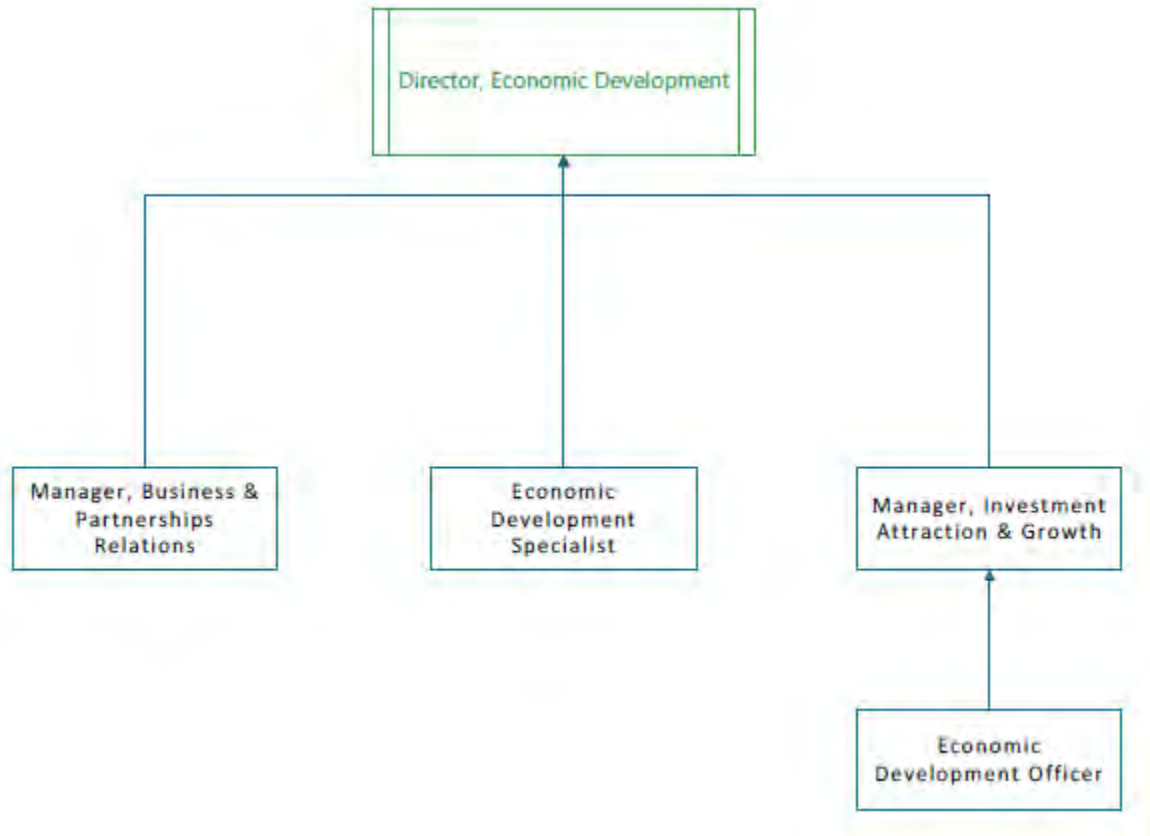 Director, Economic Development
Manager, Business &
Partnerships
Relations
Economic
Development
Specialist
Manager, Investment
Attraction & Growth
Economic
Development Officer